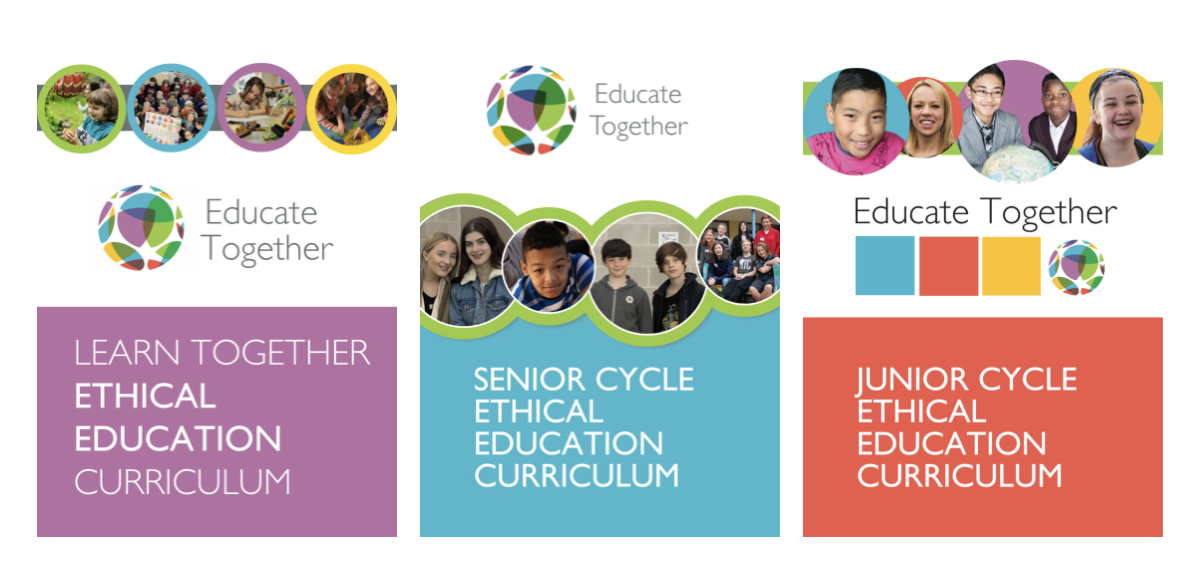 Educate
Together
LEARN TOGETHER
ETHICAL
EDUCATION
CURRICULUM
Educate
Together
SENIOR CYCLE
ETHICAL
EDUCATION
CURRICULUM
Educate Together
JUNIOR CYCLE
ETHICAL
EDUCATION
CURRICULUM